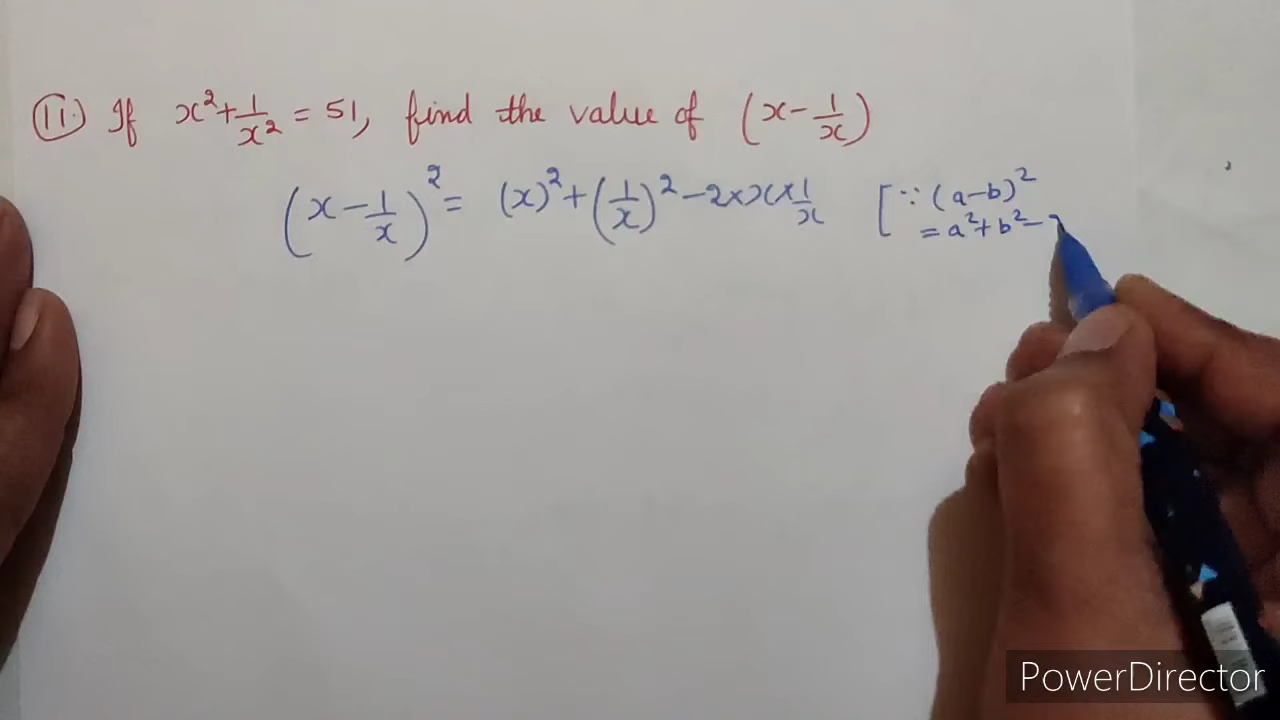 11.) If x² + 1/x² = 51, find the value of (x - 1/x)
(x - 1/x)² = (x)² + (1/x)² - 2 × x × 1/x [∵ (a-b)²
= a² + b² -
PowerDirector